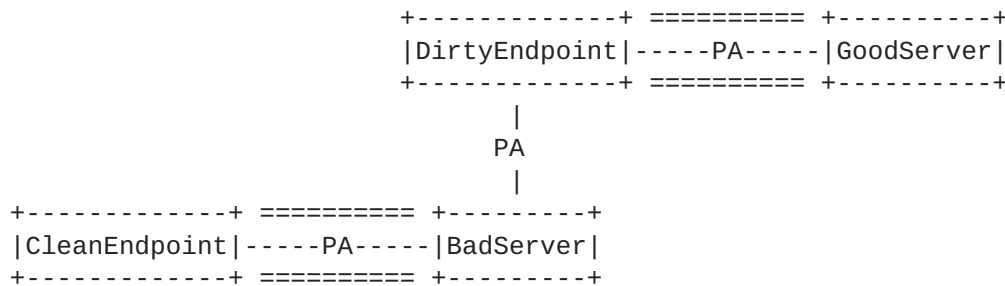 +-------------+ ========== +----------+
|DirtyEndpoint|-----PA-----|GoodServer|
+-------------+ ========== +----------+
|
PA
|
+-------------+ ========== +---------+
|CleanEndpoint|-----PA-----|BadServer|
+-------------+ ========== +---------+